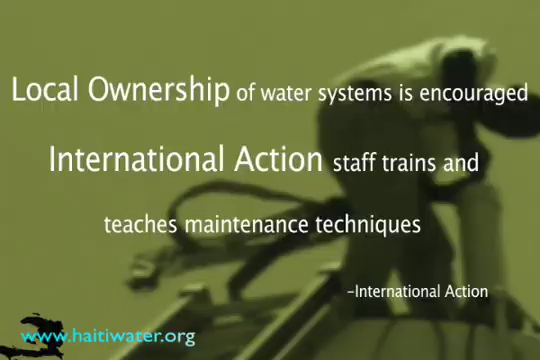 Local Ownership of water systems is encouraged
International Action staff trains and
teaches maintenance techniques
–International Action
www.haitiwater.org